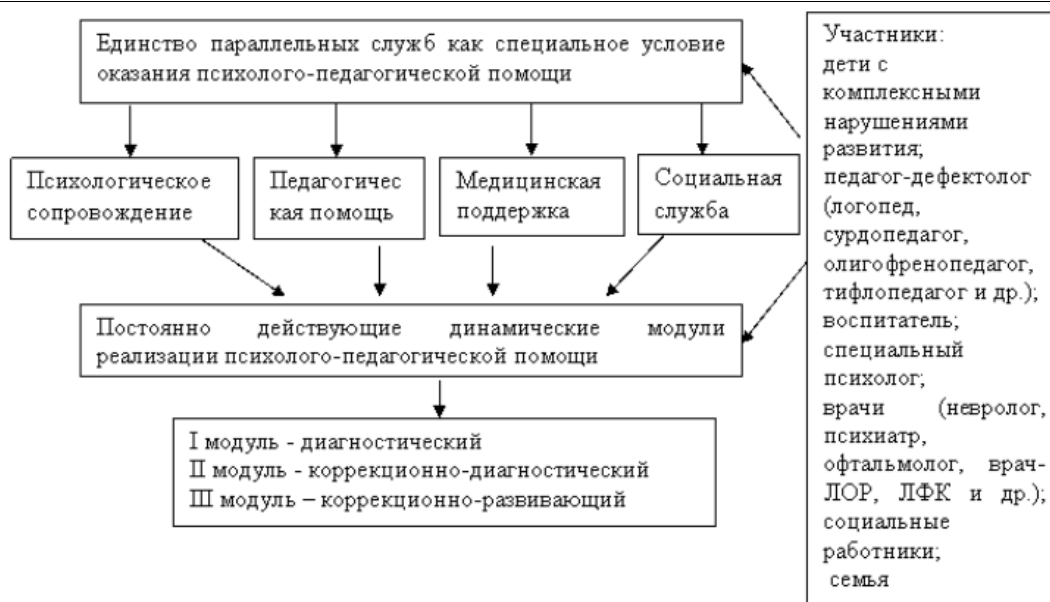 Единство параллельных служб как специальное условие
оказания психолого-педагогической помощи
Психологическое
сопровождение
Педагогичес
кая помощь
Медицинская
поддержка
Социальная
служба
Постоянно действующие динамические модули
реализации психолого-педагогической помощи
I модуль - диагностический
II модуль - коррекционно-диагностический
III модуль – коррекционно-развивающий
Участники:
дети с
комплексными
нарушениями
развития;
педагог-дефектолог
(логопед,
сурдопедагог,
олигофренопедагог,
тифлопедагог и др.);
воспитатель;
специальный
психолог;
врачи (невролог,
психиатр,
офтальмолог, врач-
ЛОР, ЛФК и др.);
социальные
работники;
семья